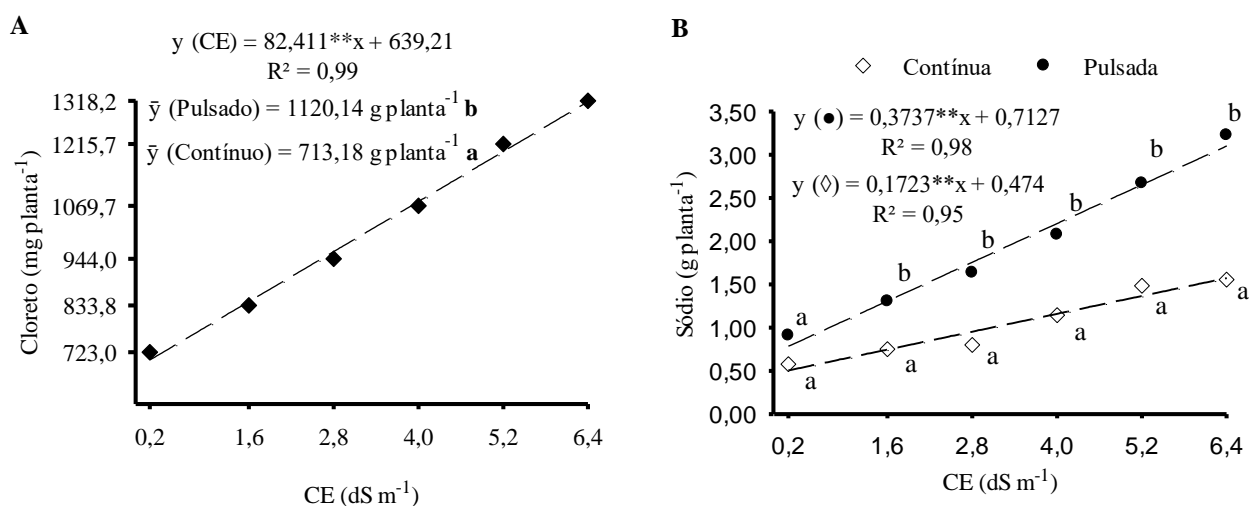 A
y (CE) = 82,411**x + 639,21
R² = 0,99
ȳ (Pulsado) = 1120,14 g planta⁻¹ b
ȳ (Contínuo) = 713,18 g planta⁻¹ a
Cloreto (mg planta⁻¹)
1318,2
1215,7
1069,7
944,0
833,8
723,0
0,2 1,6 2,8 4,0 5,2 6,4
CE (dS m⁻¹)
B
◇ Contínua ● Pulsada
y (●) = 0,3737**x + 0,7127
R² = 0,98
y (◊) = 0,1723**x + 0,474
R² = 0,95
Sódio (g planta⁻¹)
3,50
3,00
2,50
2,00
1,50
1,00
0,50
0,00
a b b b b b
a a a a a a
0,2 1,6 2,8 4,0 5,2 6,4
CE (dS m⁻¹)